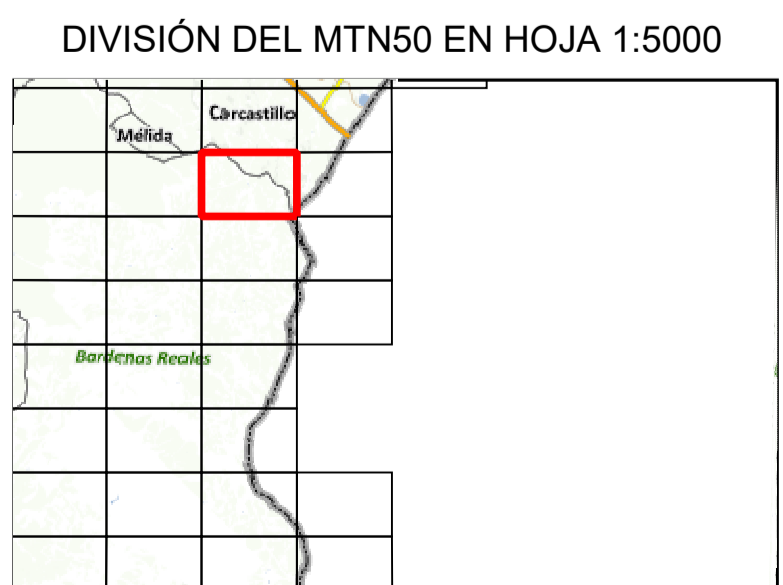 DIVISIÓN DEL MTN50 EN HOJA 1:5000
Carcastillo
Mélida
Bardenas Reales